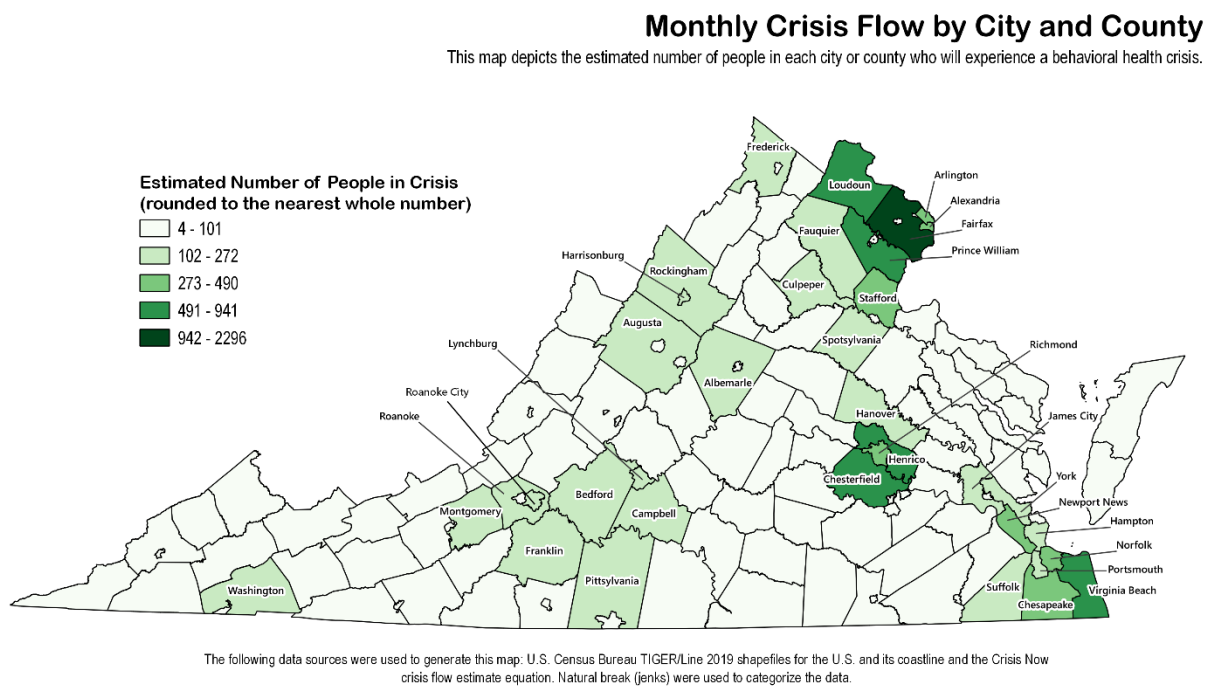 Monthly Crisis Flow by City and County
This map depicts the estimated number of people in each city or county who will experience a behavioral health crisis.
Estimated Number of People in Crisis
(rounded to the nearest whole number)
4 - 101
102 - 272
273 - 490
491 - 941
942 - 2296
Frederick
Loudoun
Arlington
Alexandria
Fairfax
Prince William
Fauquier
Harrisonburg
Rockingham
Culpeper
Stafford
Augusta
Spotsylvania
Lynchburg
Richmond
Albemarle
Roanoke City
Roanoke
Hanover
James City
Henrico
Chesterfield
York
Bedford
Newport News
Montgomery
Campbell
Hampton
Franklin
Norfolk
Portsmouth
Pittsylvania
Washington
Suffolk
Virginia Beach
Chesapeake
The following data sources were used to generate this map: U.S. Census Bureau TIGER/Line 2019 shapefiles for the U.S. and its coastline and the Crisis Now
crisis flow estimate equation. Natural break (jenks) were used to categorize the data.